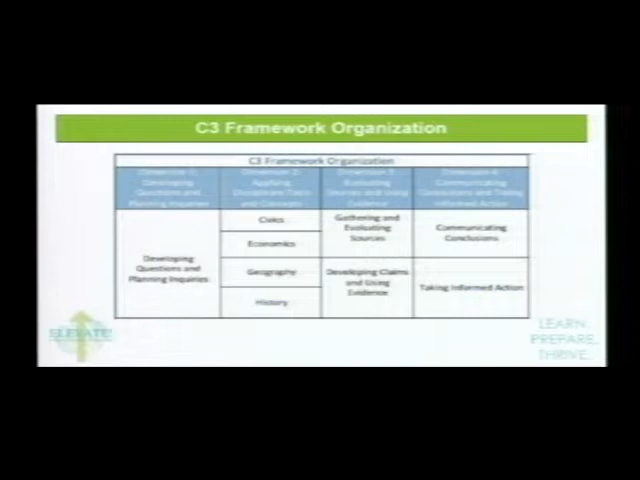 C3 Framework Organization
C3 Framework Organization
Dimension 1:
Developing
Questions and
Planning Inquiries
Dimension 2:
Applying
Disciplinary Tools
and Concepts
Dimension 3:
Evaluating
Sources and Using
Evidence
Dimension 4:
Communicating
Conclusions and Taking
Informed Action
Developing
Questions and
Planning Inquiries
Civics
Economics
Geography
History
Gathering and
Evaluating
Sources
Developing Claims
and Using
Evidence
Communicating
Conclusions
Taking Informed Action
ELEVATE
LEARN.
PREPARE.
THRIVE.